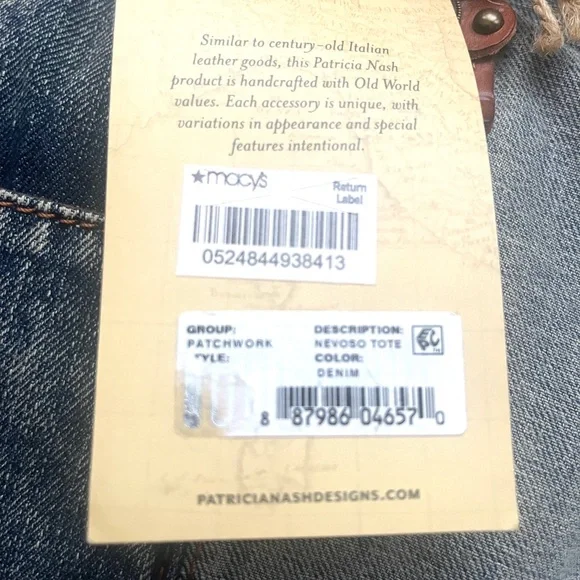 Similar to century-old Italian
leather goods, this Patricia Nash
product is handcrafted with Old World
values. Each accessory is unique, with
variations in appearance and special
features intentional.
★macy's
Return
Label
0524844938413
GROUP: DESCRIPTION:
PATCHWORK NEVOSO TOTE
TYLE: COLOR:
DENIM
8 87986 04657 0
PATRICIANASHDESIGNS.COM